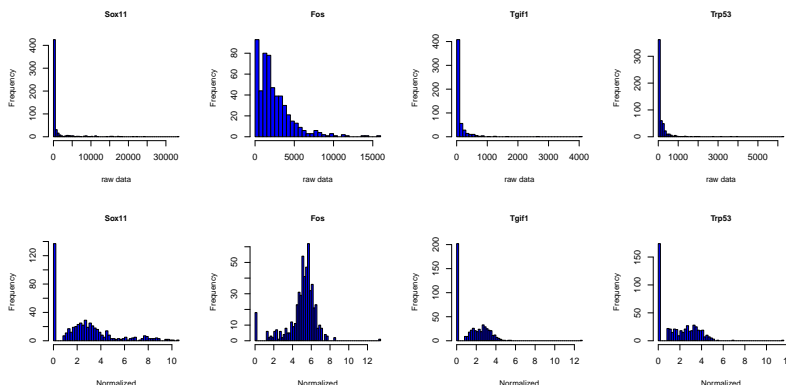 Sox11
Fos
Tgif1
Trp53
Frequency
0 100 200 300 400
0 10000 20000 30000
raw data
Frequency
0 20 40 60 80
0 5000 10000 15000
raw data
Frequency
0 100 200 300 400
0 1000 2000 3000 4000
raw data
Frequency
0 100 200 300
0 1000 3000 5000
raw data
Sox11
Fos
Tgif1
Trp53
Frequency
0 40 80 120
0 2 4 6 8 10
Normalized
Frequency
0 10 30 50
0 2 4 6 8 10 12
Normalized
Frequency
0 50 100 150 200
0 2 4 6 8 10 12
Normalized
Frequency
0 50 100 150
0 2 4 6 8 10
Normalized